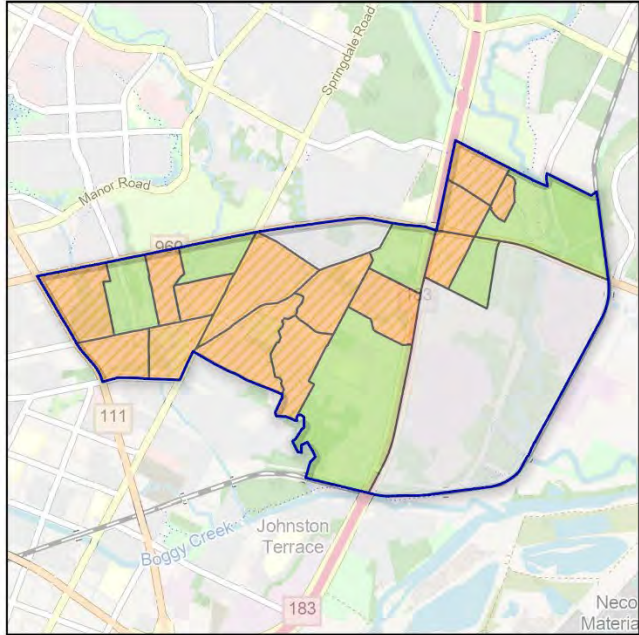 Springdale Road
Manor Road
969
183
111
Johnston
Terrace
Boggy Creek
183
Neco
Materia